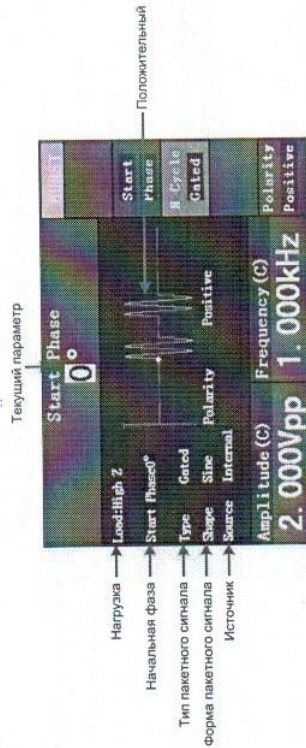 Текущий параметр
Start Phase
0°
BURST
Нагрузка
Load:High Z
Начальная фаза
Start Phase0°
Start
Phase
Положительный
Тип пакетного сигнала
Type Gated
N Cycle
Gated
Форма пакетного сигнала
Shape Sine
Polarity Positive
Источник
Source Internal
Amplitude(C)
2.000Vpp
Frequency(C)
1.000kHz
Polarity
Positive